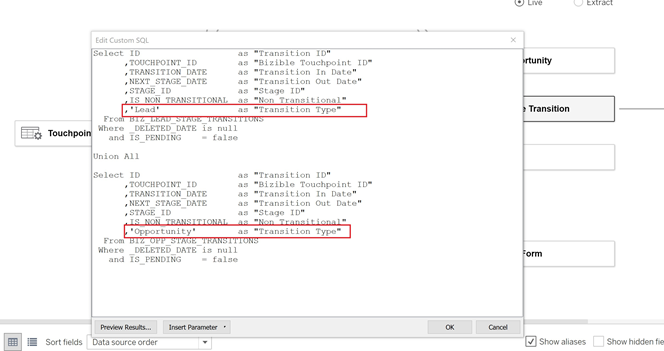 Live
Extract
Edit Custom SQL
Select ID as "Transition ID"
,TOUCHPOINT_ID as "Bizible Touchpoint ID"
,TRANSITION_DATE as "Transition In Date"
,NEXT_STAGE_DATE as "Transition Out Date"
,STAGE_ID as "Stage ID"
,IS_NON_TRANSITIONAL as "Non Transitional"
,'Lead' as "Transition Type"
From BIZ_LEAD_STAGE_TRANSITIONS
Where _DELETED_DATE is null
and IS_PENDING = false
Union All
Select ID as "Transition ID"
,TOUCHPOINT_ID as "Bizible Touchpoint ID"
,TRANSITION_DATE as "Transition In Date"
,NEXT_STAGE_DATE as "Transition Out Date"
,STAGE_ID as "Stage ID"
,IS_NON_TRANSITIONAL as "Non Transitional"
,'Opportunity' as "Transition Type"
From BIZ_OPP_STAGE_TRANSITIONS
Where _DELETED_DATE is null
and IS_PENDING = false
Preview Results...
Insert Parameter
OK
Cancel
Touchpoin
ortunity
e Transition
Form
Sort fields
Data source order
Show aliases
Show hidden fie